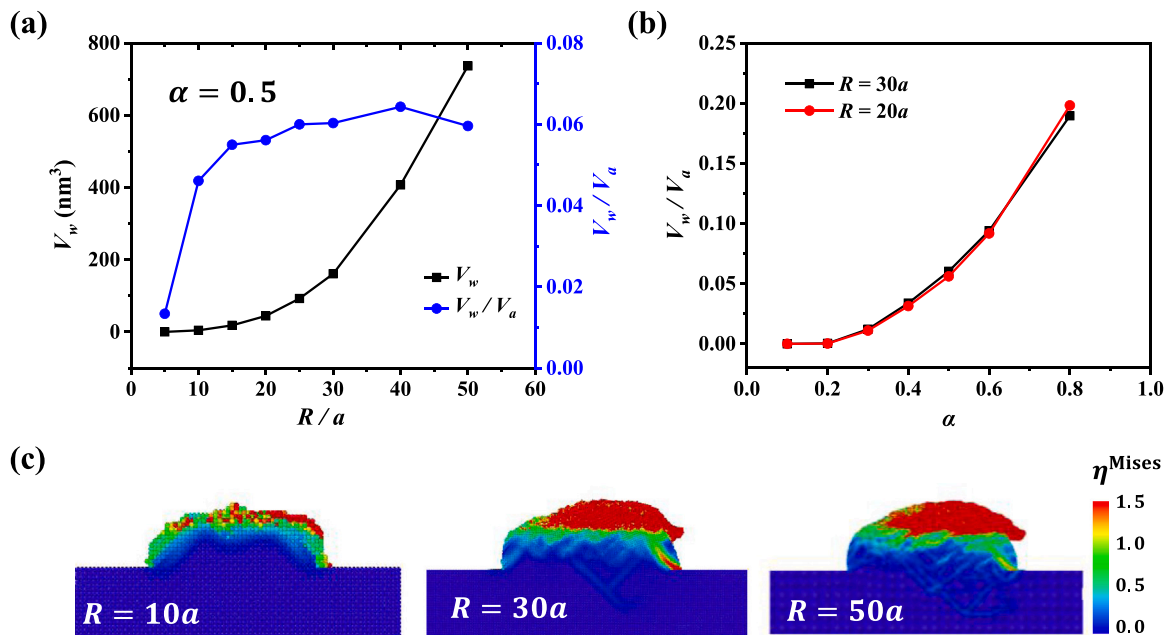 (a)
800
600
400
200
0
V_w (nm³)
α = 0.5
0.08
0.06
0.04
0.02
0.00
V_w / V_a
V_w
V_w / V_a
0 10 20 30 40 50 60
R / a
(b)
0.25
0.20
0.15
0.10
0.05
0.00
V_w / V_a
R = 30a
R = 20a
0.0 0.2 0.4 0.6 0.8 1.0
α
(c)
R = 10a
R = 30a
R = 50a
η^Mises
1.5
1.0
0.5
0.0